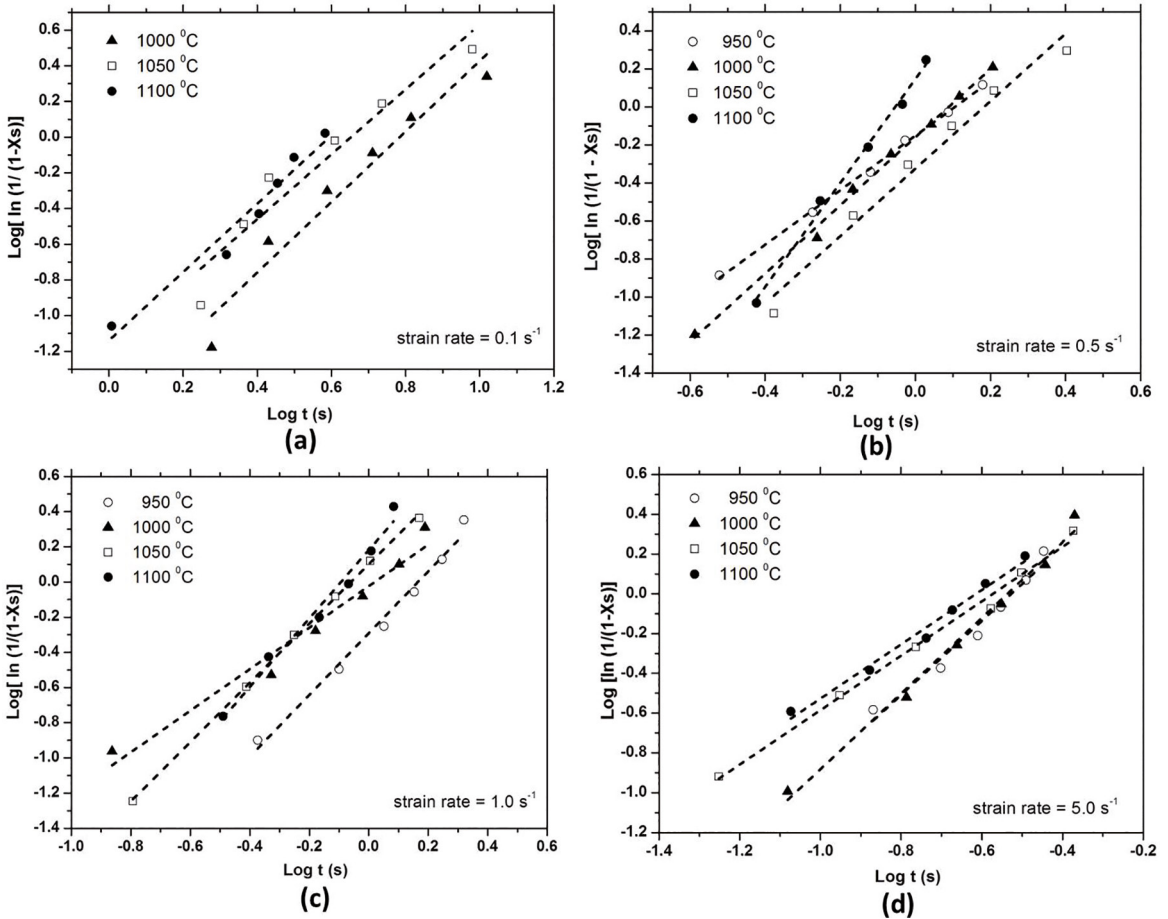 0.6
0.4
0.2
0.0
-0.2
-0.4
-0.6
-0.8
-1.0
-1.2
Log[ ln (1/ (1-Xs)]
1000 ⁰C
1050 ⁰C
1100 ⁰C
strain rate = 0.1 s⁻¹
0.0 0.2 0.4 0.6 0.8 1.0 1.2
Log t (s)
(a)
0.4
0.2
0.0
-0.2
-0.4
-0.6
-0.8
-1.0
-1.2
-1.4
Log[ ln (1/(1 - Xs)]
950 ⁰C
1000 ⁰C
1050 ⁰C
1100 ⁰C
strain rate = 0.5 s⁻¹
-0.6 -0.4 -0.2 0.0 0.2 0.4 0.6
Log t (s)
(b)
0.6
0.4
0.2
0.0
-0.2
-0.4
-0.6
-0.8
-1.0
-1.2
-1.4
Log[ ln (1/(1-Xs)]
950 ⁰C
1000 ⁰C
1050 ⁰C
1100 ⁰C
strain rate = 1.0 s⁻¹
-1.0 -0.8 -0.6 -0.4 -0.2 0.0 0.2 0.4 0.6
Log t (s)
(c)
0.6
0.4
0.2
0.0
-0.2
-0.4
-0.6
-0.8
-1.0
-1.2
Log [ln (1/(1-Xs)]
950 ⁰C
1000 ⁰C
1050 ⁰C
1100 ⁰C
strain rate = 5.0 s⁻¹
-1.4 -1.2 -1.0 -0.8 -0.6 -0.4 -0.2
Log t (s)
(d)